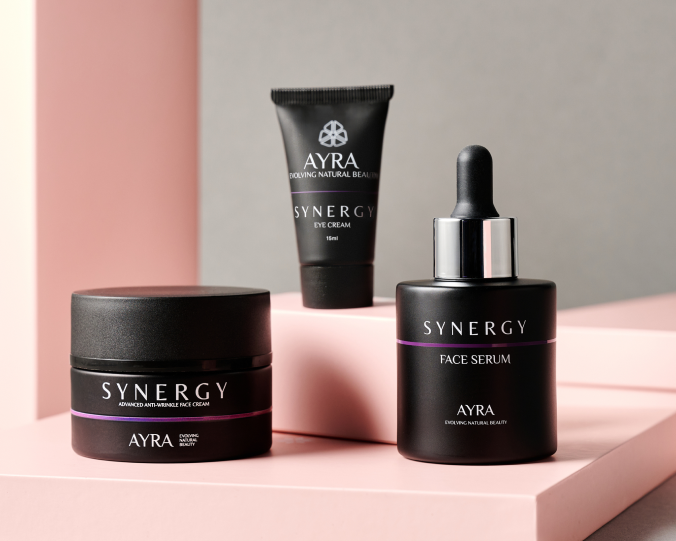 AYRA
EVOLVING NATURAL BEAUTY
SYNERGY
EYE CREAM
15ml
SYNERGY
ADVANCED ANTI-WRINKLE FACE CREAM
AYRA
EVOLVING
NATURAL
BEAUTY
SYNERGY
FACE SERUM
AYRA
EVOLVING NATURAL BEAUTY